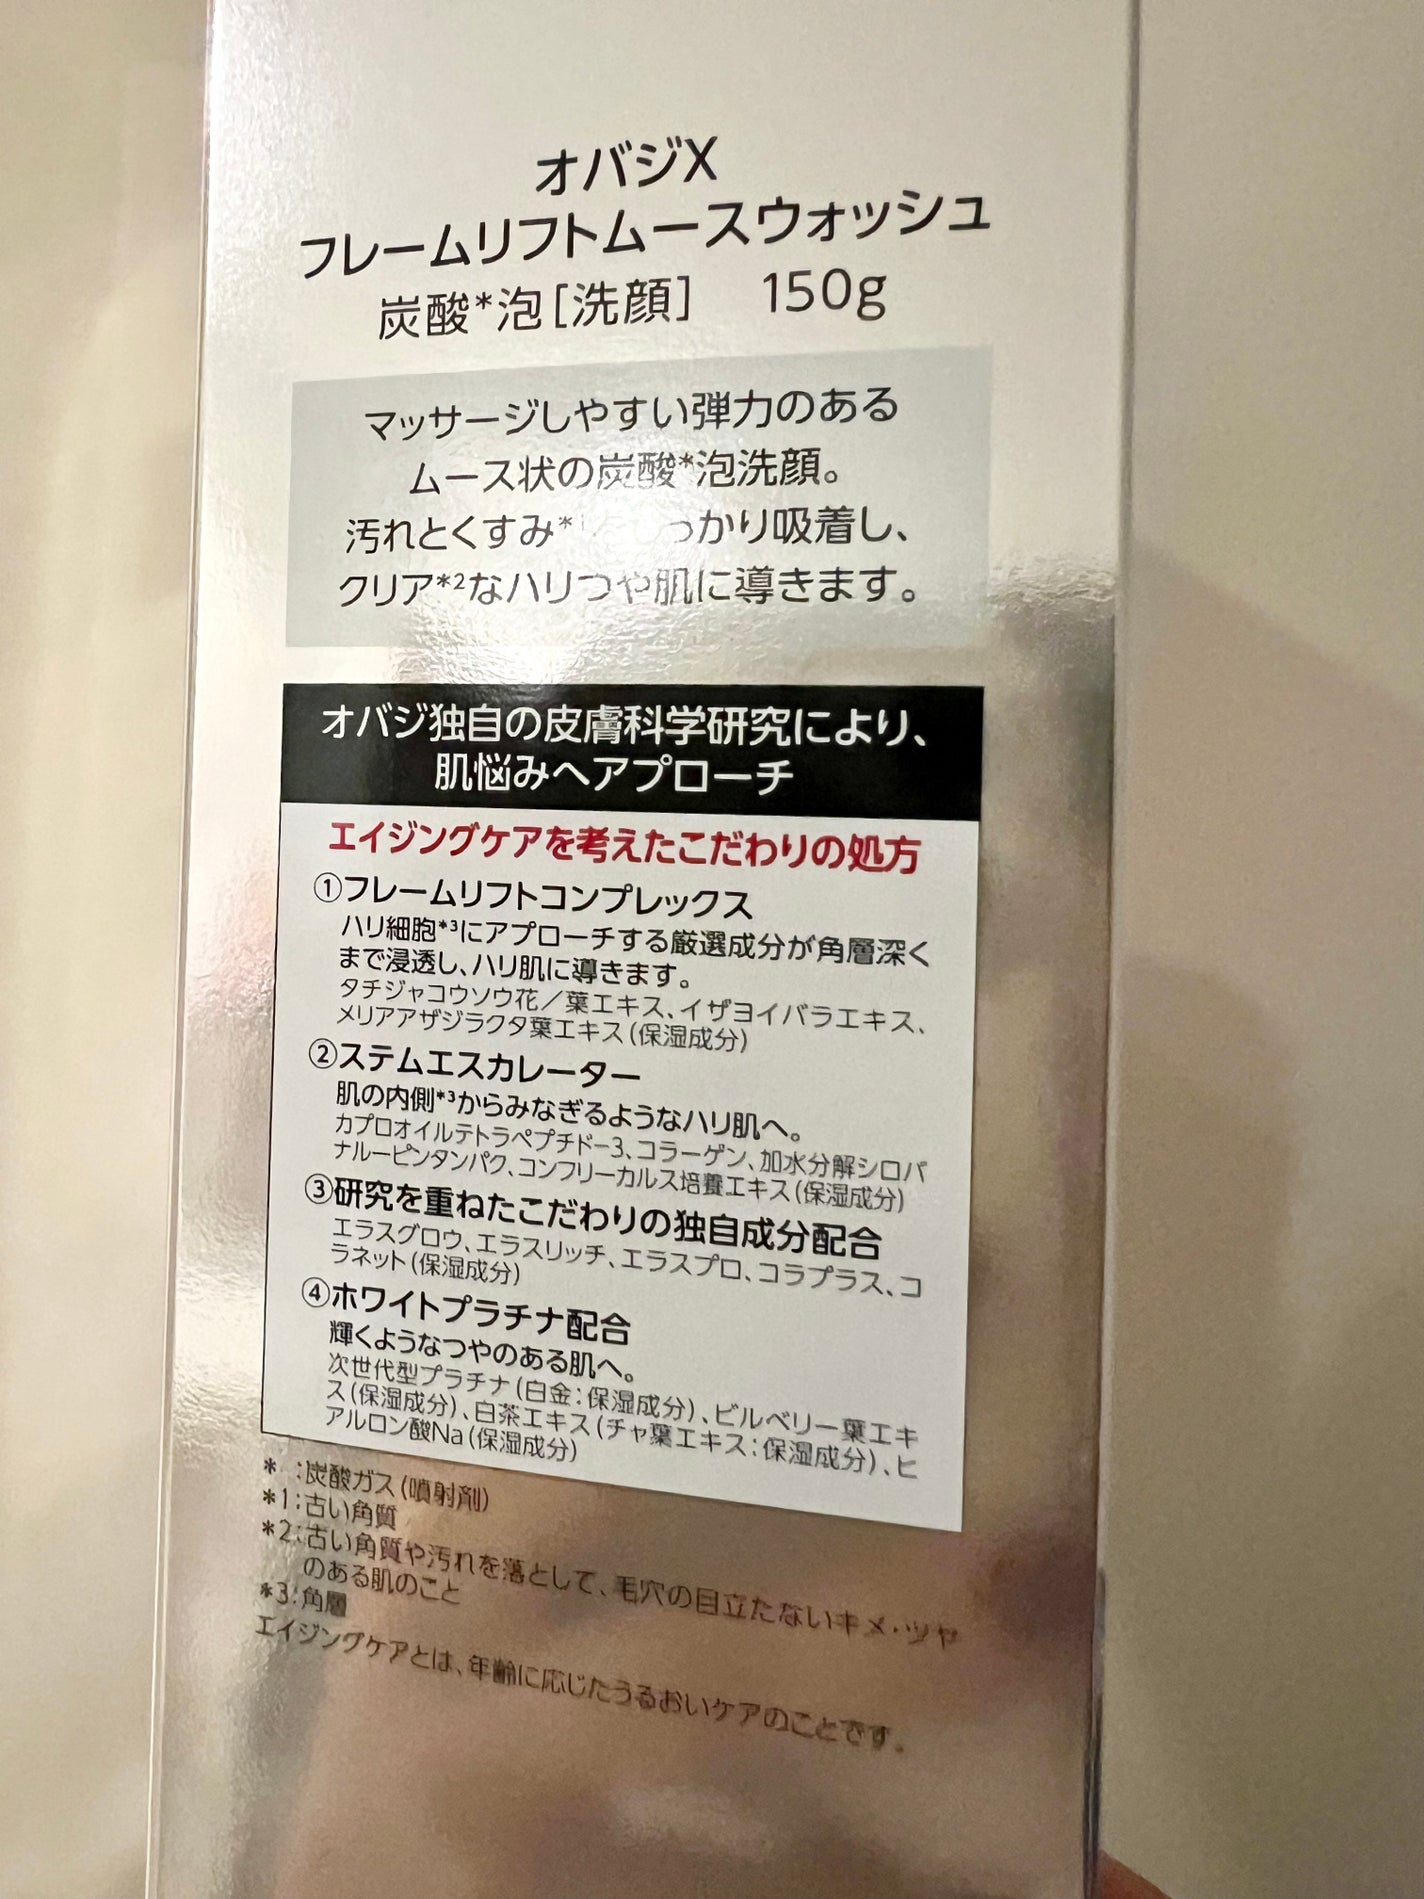 オバジX
フレームリフトムースウォッシュ
炭酸*泡[洗顔] 150g
マッサージしやすい弾力のある
ムース状の炭酸*泡洗顔。
汚れとくすみ*¹をしっかり吸着し、
クリア*²なハリつや肌に導きます。
オバジ独自の皮膚科学研究により、
肌悩みへアプローチ
エイジングケアを考えたこだわりの処方
①フレームリフトコンプレックス
ハリ細胞*³にアプローチする厳選成分が角層深く
まで浸透し、ハリ肌に導きます。
タチジャコウソウ花/葉エキス、イザヨイバラエキス、
メリアアザジラクタ葉エキス(保湿成分)
②ステムエスカレーター
肌の内側*³からみなぎるようなハリ肌へ。
カプロオイルテトラペプチド-3、コラーゲン、加水分解シロバ
ナルーピンタンパク、コンフリーカルス培養エキス(保湿成分)
③研究を重ねたこだわりの独自成分配合
エラスグロウ、エラスリッチ、エラスプロ、コラプラス、コ
ラネット(保湿成分)
④ホワイトプラチナ配合
輝くようなつやのある肌へ。
次世代型プラチナ(白金:保湿成分)、ビルベリー葉エキ
ス(保湿成分)、白茶エキス(チャ葉エキス:保湿成分)、ヒ
アルロン酸Na(保湿成分)
* :炭酸ガス(噴射剤)
*1:古い角質
*2:古い角質や汚れを落として、毛穴の目立たないキメ・ツヤ
のある肌のこと
*3:角層
エイジングケアとは、年齢に応じたうるおいケアのことです。